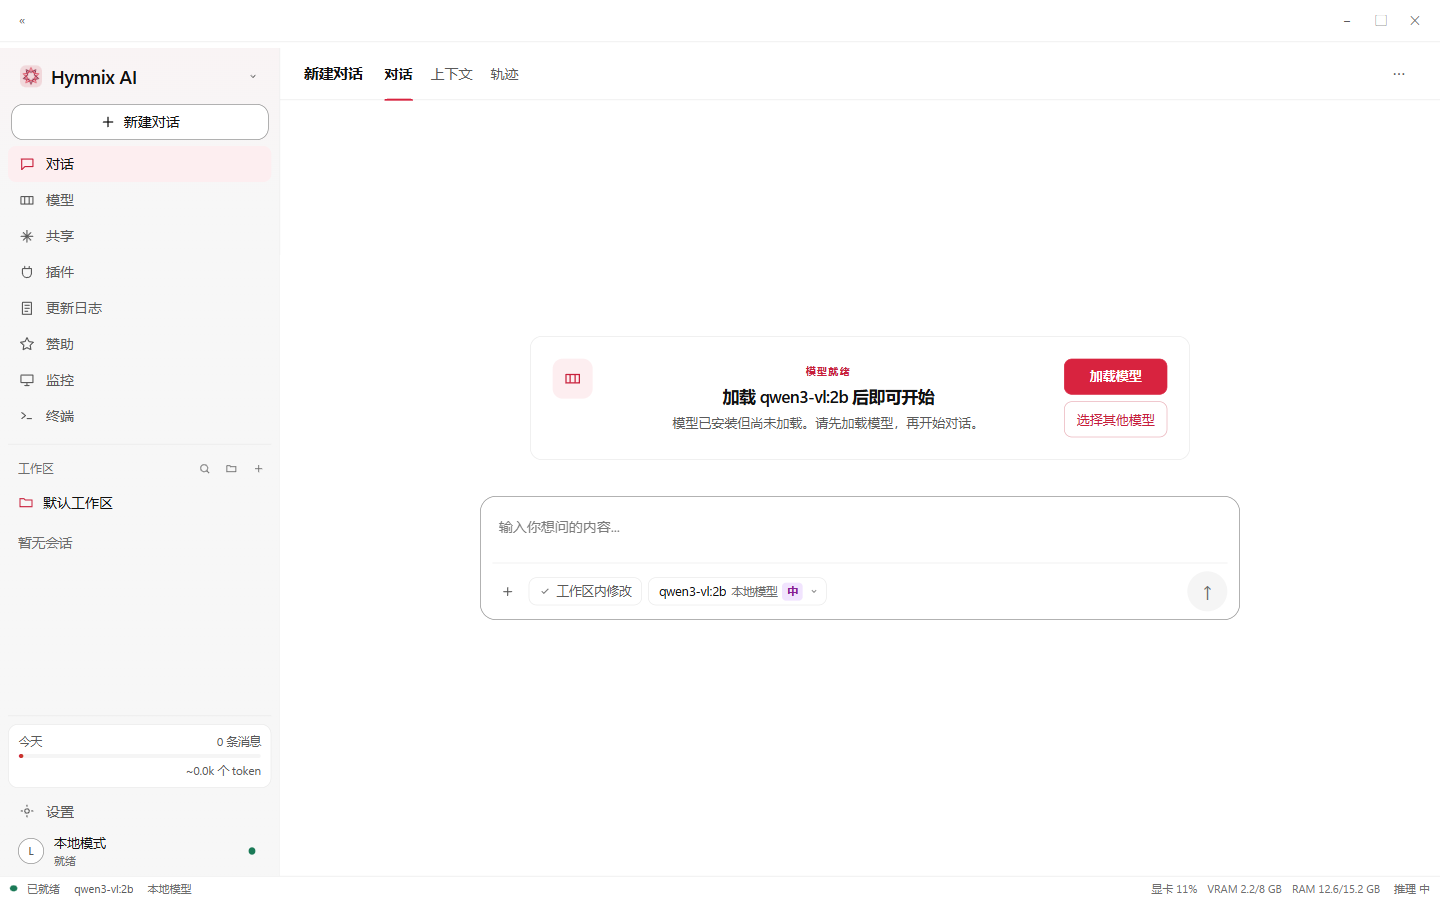 «
Hymnix AI
+ 新建对话
对话
模型
共享
插件
更新日志
赞助
监控
终端
工作区
默认工作区
暂无会话
今天 0 条消息
~0.0k 个 token
设置
L 本地模式
就绪
新建对话 对话 上下文 轨迹 ...
模型就绪
加载 qwen3-vl:2b 后即可开始
模型已安装但尚未加载。请先加载模型，再开始对话。
加载模型
选择其他模型
输入你想问的内容...
+ 工作区内修改 qwen3-vl:2b 本地模型 中
已就绪 qwen3-vl:2b 本地模型 显卡 11% VRAM 2.2/8 GB RAM 12.6/15.2 GB 推理 中